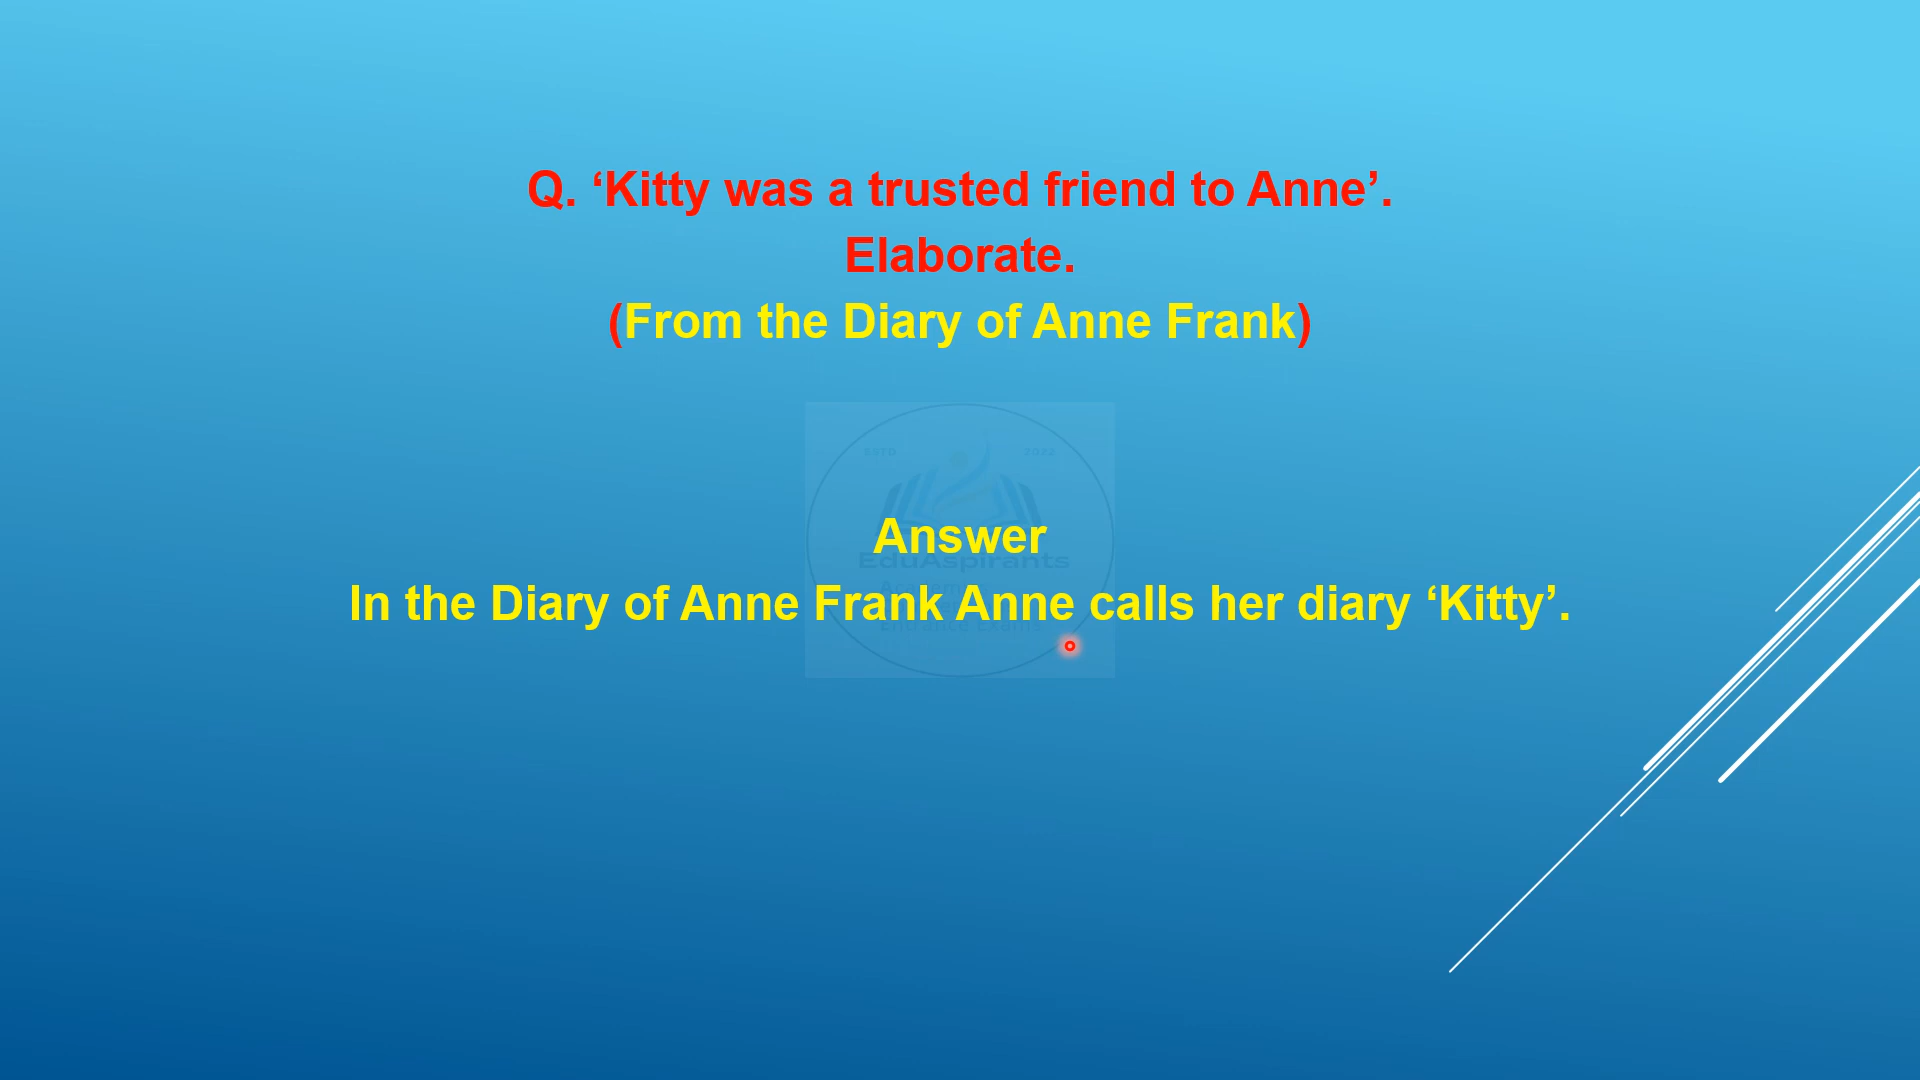 Q. ‘Kitty was a trusted friend to Anne’.
Elaborate.
(From the Diary of Anne Frank)
Answer
EduAspirants
In the Diary of Anne Frank Anne calls her diary ‘Kitty’.